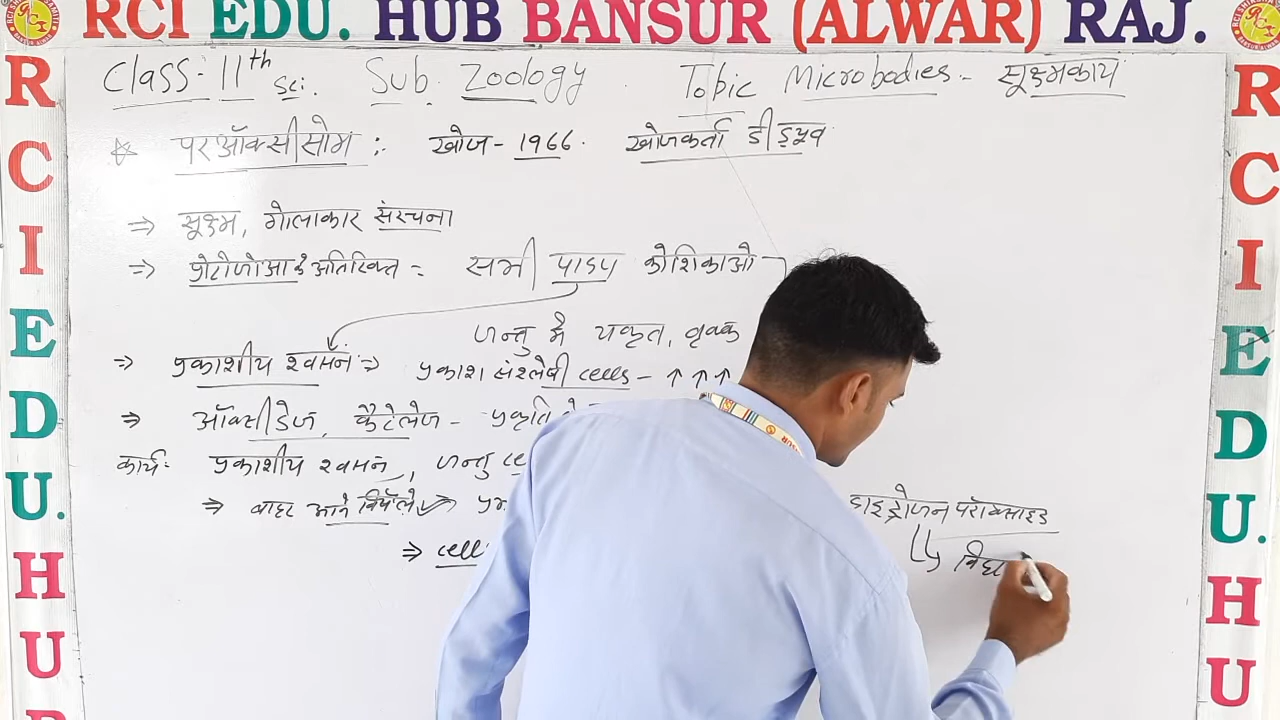 RCI EDU. HUB BANSUR (ALWAR) RAJ.
Class:- 11th Sci. Sub. Zoology Topic Microbodies - सूक्ष्मकाय
परऑक्सीसोम :- खोज - 1966. खोजकर्ता डी ड्यूव
⇒ सूक्ष्म, गोलाकार संरचना
⇒ प्रोटोजोआ के अतिरिक्त = सभी पादप कोशिकाओ
जन्तु मे यकृत, वृक्क
⇒ प्रकाशीय श्वसन ⇒ प्रकाश संश्लेषी cells - ↑ ↑ ↑
⇒ ऑक्सीडेज, कैटेलेज - प्रकृति
कार्य: प्रकाशीय श्वसन, जन्तु
⇒ बाहर आने
हाइड्रोजन परॉक्साइड
⇒ cell
R C I E D U. H U
R C I E D U. H U